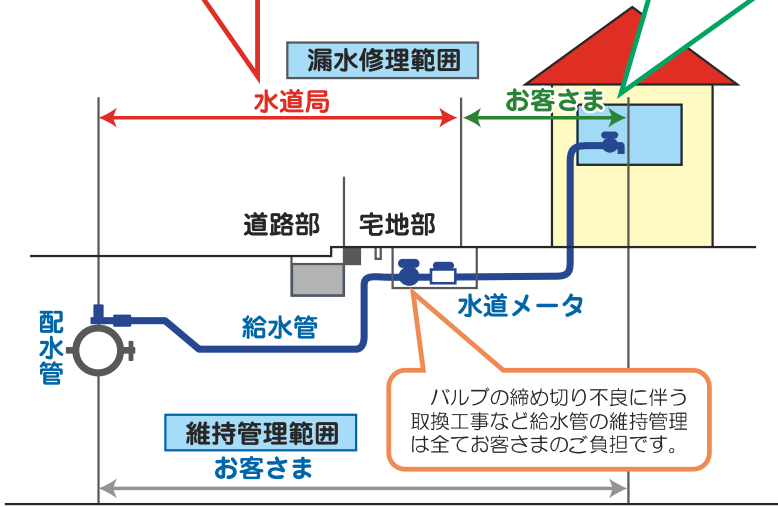 漏水修理範囲
水道局
お客さま
道路部
宅地部
配水管
給水管
水道メータ
バルブの締め切り不良に伴う
取換工事など給水管の維持管理
は全てお客さまのご負担です。
維持管理範囲
お客さま